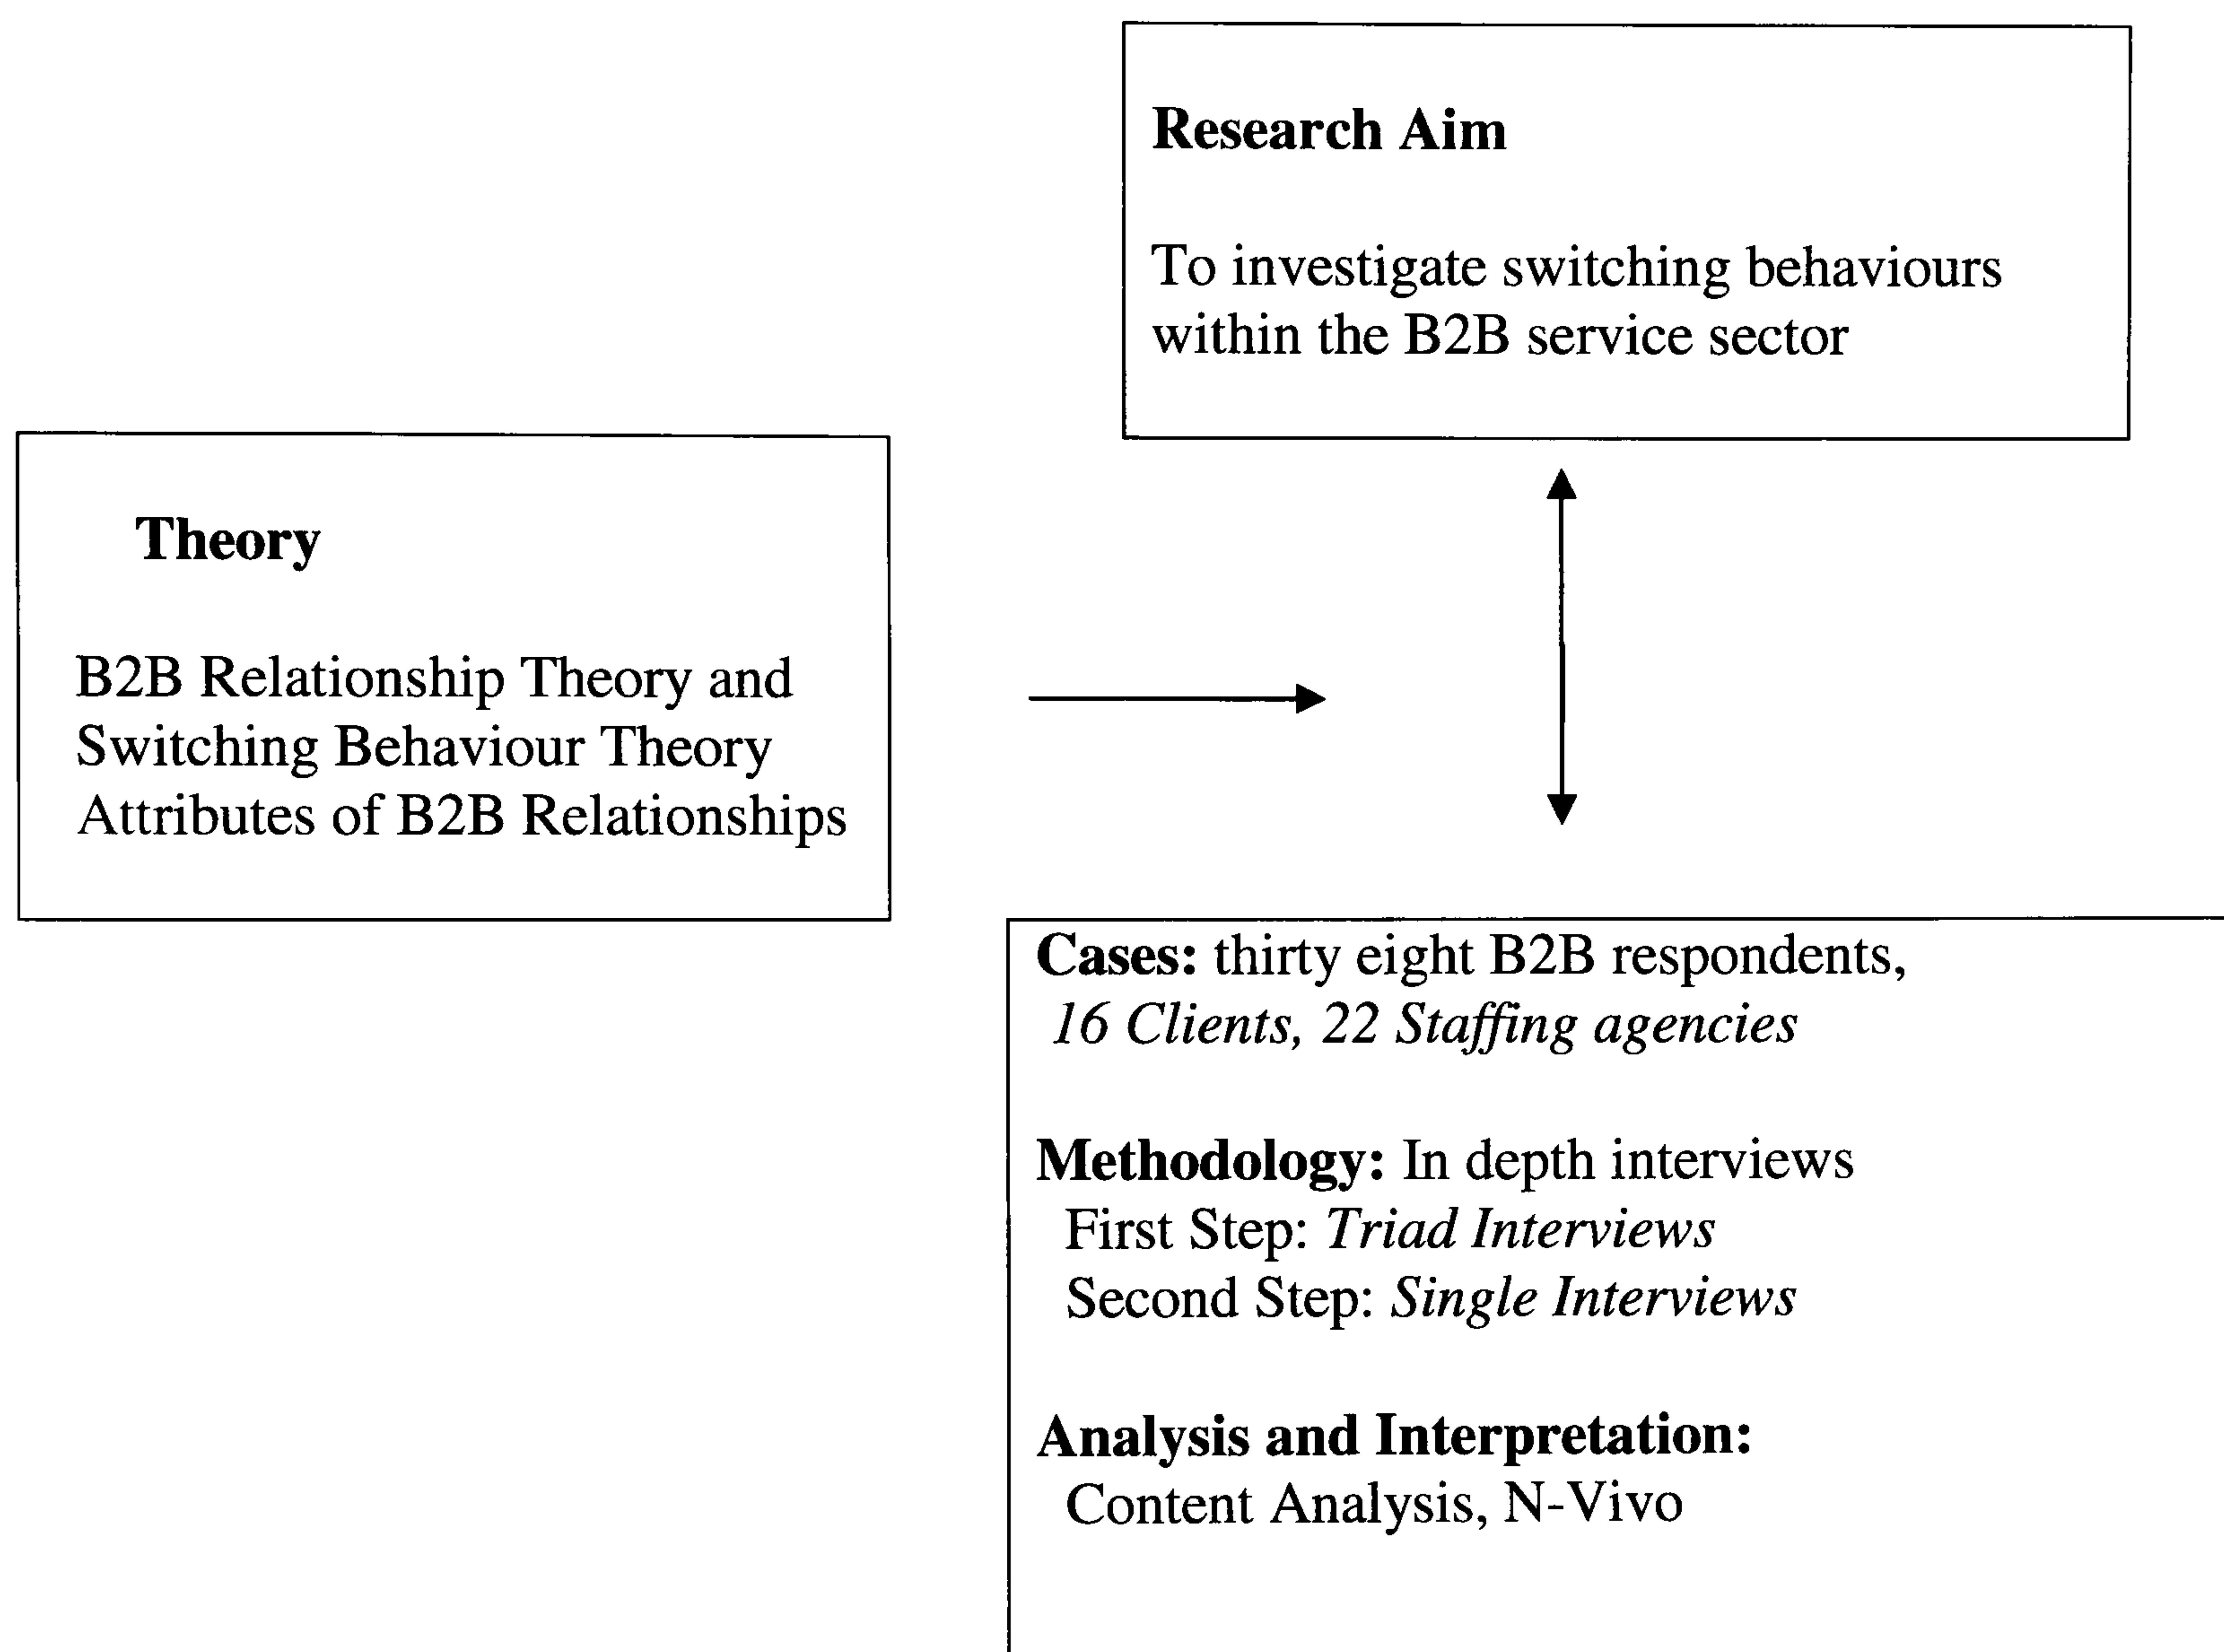 Research Aim
To investigate switching behaviours
within the B2B service sector
Theory
B2B Relationship Theory and
Switching Behaviour Theory
Attributes of B2B Relationships
Cases: thirty eight B2B respondents,
16 Clients, 22 Staffing agencies
Methodology: In depth interviews
First Step: Triad Interviews
Second Step: Single Interviews
Analysis and Interpretation:
Content Analysis, N-Vivo